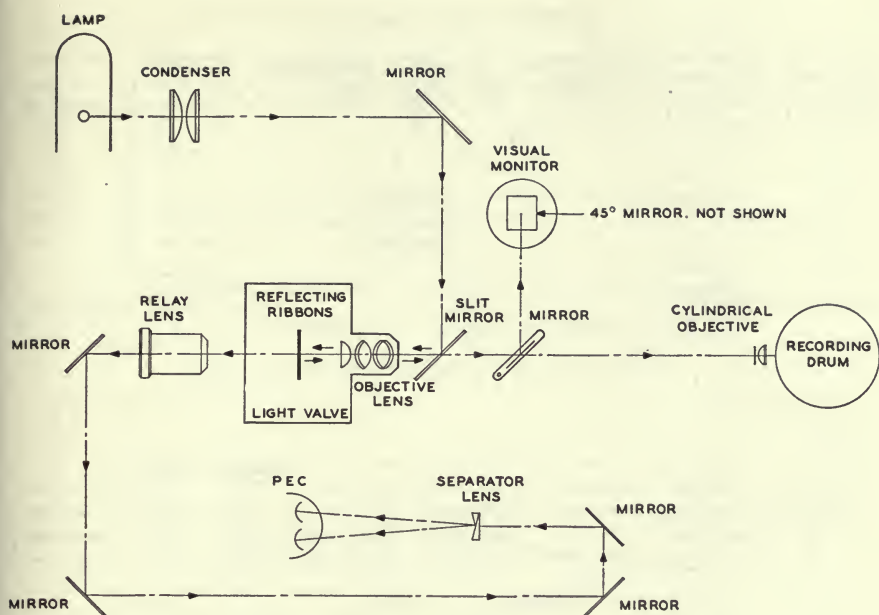 LAMP
CONDENSER
MIRROR
VISUAL
MONITOR
45° MIRROR. NOT SHOWN
RELAY
LENS
REFLECTING
RIBBONS
SLIT
MIRROR
MIRROR
CYLINDRICAL
OBJECTIVE
MIRROR
RECORDING
DRUM
OBJECTIVE
LENS
LIGHT VALVE
PEC
SEPARATOR
LENS
MIRROR
MIRROR
MIRROR